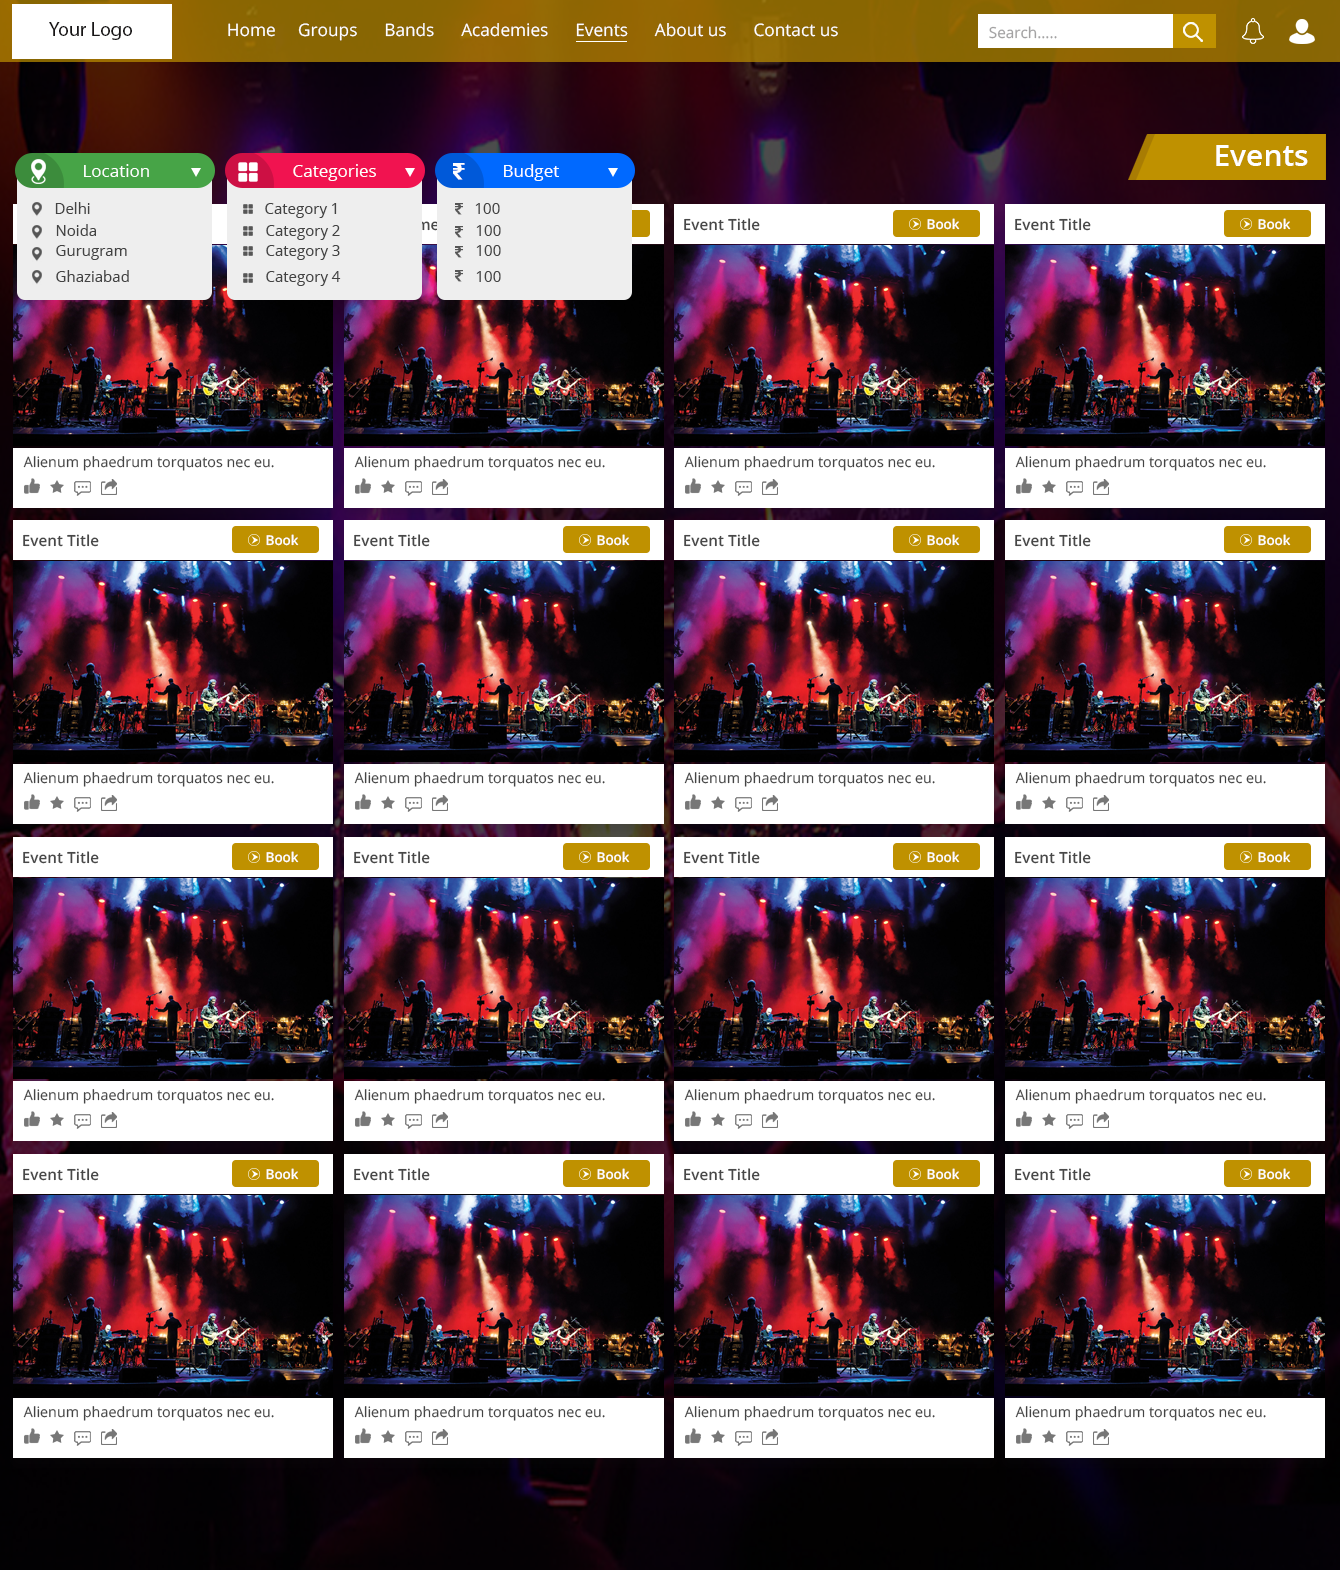 Your Logo
Home Groups Bands Academies Events About us Contact us
Search.....
Events
Location
Categories
Budget
Delhi
Noida
Gurugram
Ghaziabad
Category 1
Category 2
Category 3
Category 4
₹ 100
₹ 100
₹ 100
₹ 100
Event Title Book
Event Title Book
Alienum phaedrum torquatos nec eu.
Alienum phaedrum torquatos nec eu.
Alienum phaedrum torquatos nec eu.
Alienum phaedrum torquatos nec eu.
Event Title Book
Event Title Book
Event Title Book
Event Title Book
Alienum phaedrum torquatos nec eu.
Alienum phaedrum torquatos nec eu.
Alienum phaedrum torquatos nec eu.
Alienum phaedrum torquatos nec eu.
Event Title Book
Event Title Book
Event Title Book
Event Title Book
Alienum phaedrum torquatos nec eu.
Alienum phaedrum torquatos nec eu.
Alienum phaedrum torquatos nec eu.
Alienum phaedrum torquatos nec eu.
Event Title Book
Event Title Book
Event Title Book
Event Title Book
Alienum phaedrum torquatos nec eu.
Alienum phaedrum torquatos nec eu.
Alienum phaedrum torquatos nec eu.
Alienum phaedrum torquatos nec eu.